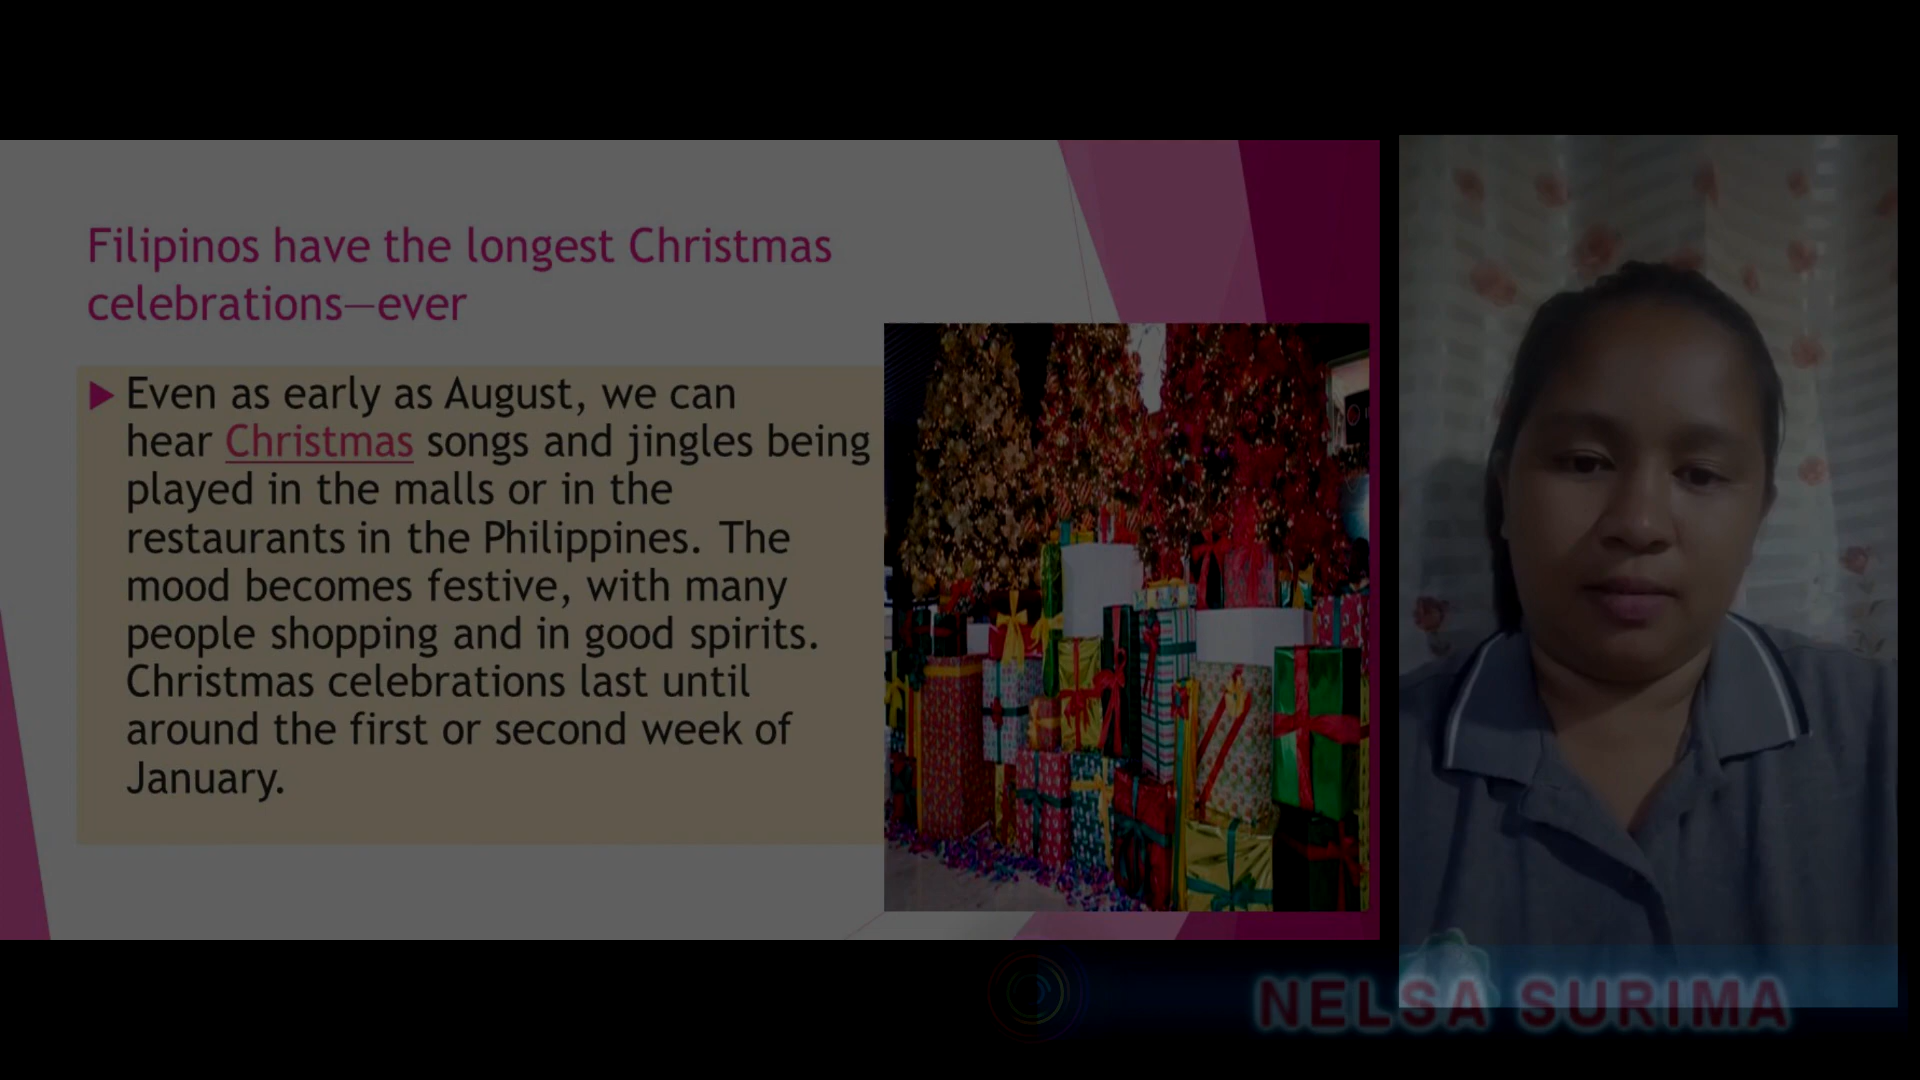 Filipinos have the longest Christmas
celebrations—ever
Even as early as August, we can
hear Christmas songs and jingles being
played in the malls or in the
restaurants in the Philippines. The
mood becomes festive, with many
people shopping and in good spirits.
Christmas celebrations last until
around the first or second week of
January.
NELSA SURIMA